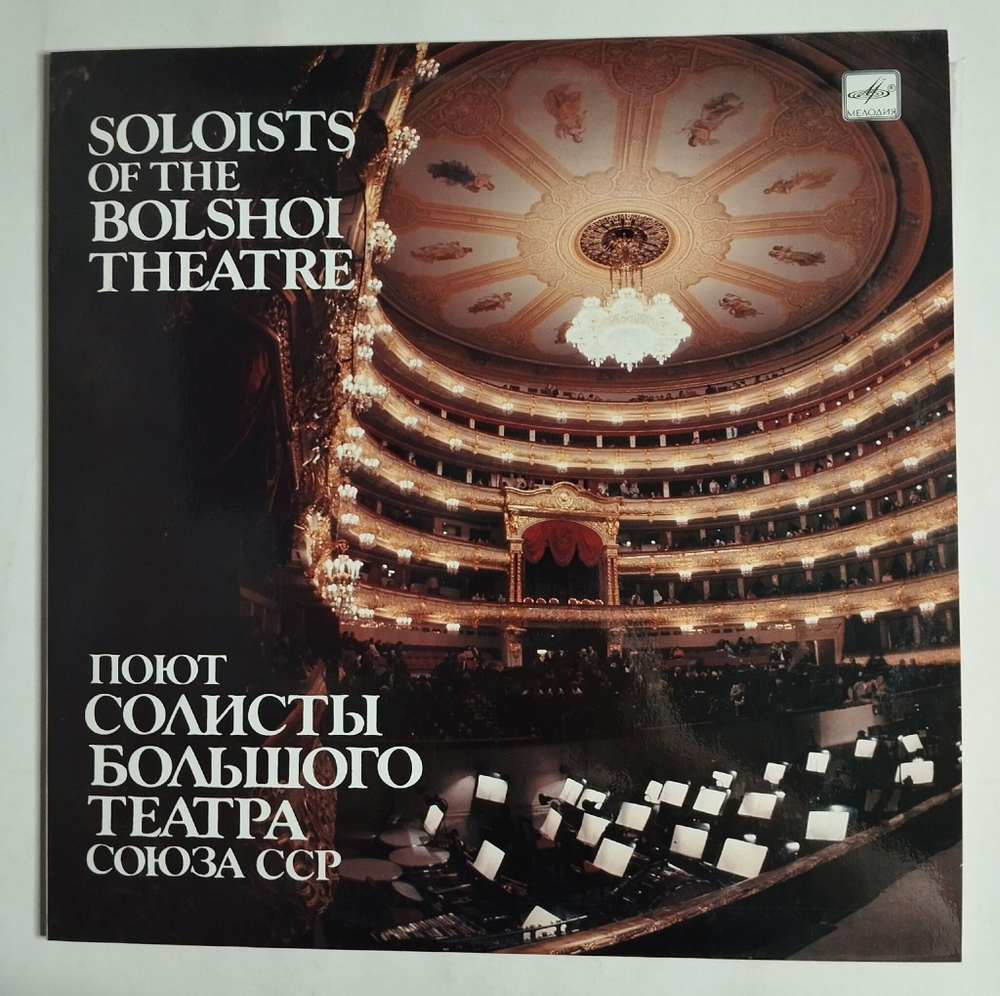 SOLOISTS
OF THE
BOLSHOI
THEATRE
МЕЛОДИЯ
ПОЮТ
СОЛИСТЫ
БОЛЬШОГО
ТЕАТРА
СОЮЗА ССР